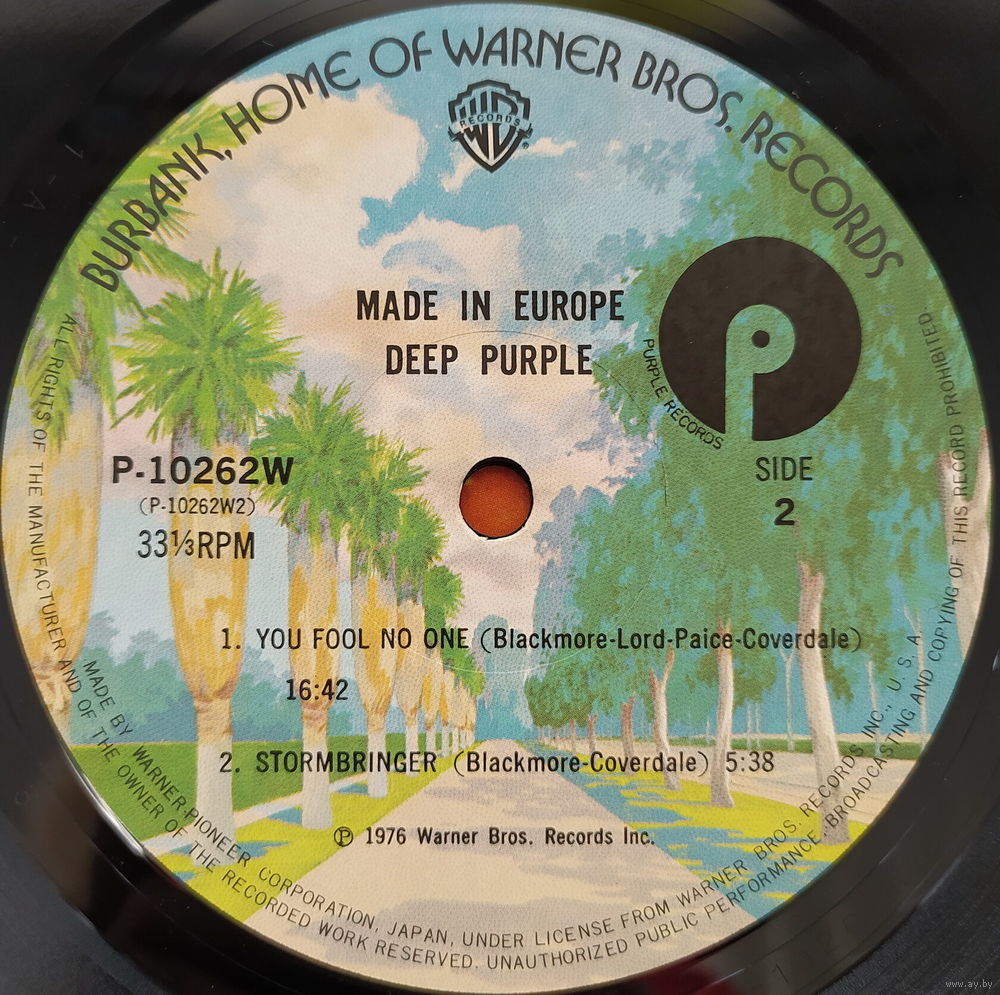 BURBANK, HOME OF WARNER BROS. RECORDS
WB
RECORDS
®
MADE IN EUROPE
DEEP PURPLE
PURPLE RECORDS
P-10262W
(P-10262W2)
33⅓RPM
SIDE
2
1. YOU FOOL NO ONE (Blackmore-Lord-Paice-Coverdale)
16:42
2. STORMBRINGER (Blackmore-Coverdale) 5:38
℗ 1976 Warner Bros. Records Inc.
MADE BY WARNER-PIONEER CORPORATION, JAPAN, UNDER LICENSE FROM WARNER BROS. RECORDS INC., U. S. A
ALL RIGHTS OF THE MANUFACTURER AND OF THE OWNER OF THE RECORDED WORK RESERVED. UNAUTHORIZED PUBLIC PERFORMANCE, BROADCASTING AND COPYING OF THIS RECORD PROHIBITED
www.ay.by